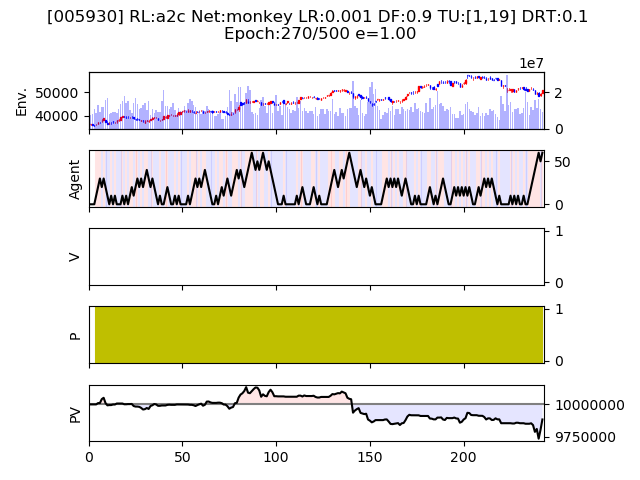 [005930] RL:a2c Net:monkey LR:0.001 DF:0.9 TU:[1,19] DRT:0.1
Epoch:270/500 e=1.00
1e7
Env.
50000
40000
2
0
Agent
50
0
V
1
0
P
1
0
PV
10000000
9750000
0 50 100 150 200